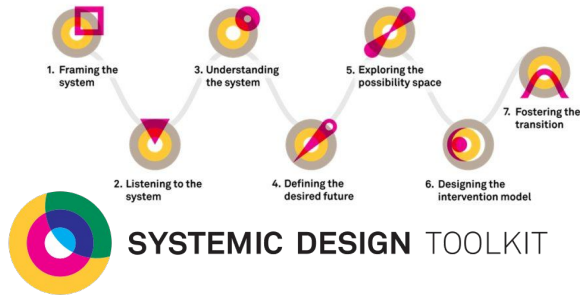 1. Framing the
system
2. Listening to the
system
3. Understanding
the system
4. Defining the
desired future
5. Exploring the
possibility space
6. Designing the
intervention model
7. Fostering the
transition
SYSTEMIC DESIGN TOOLKIT